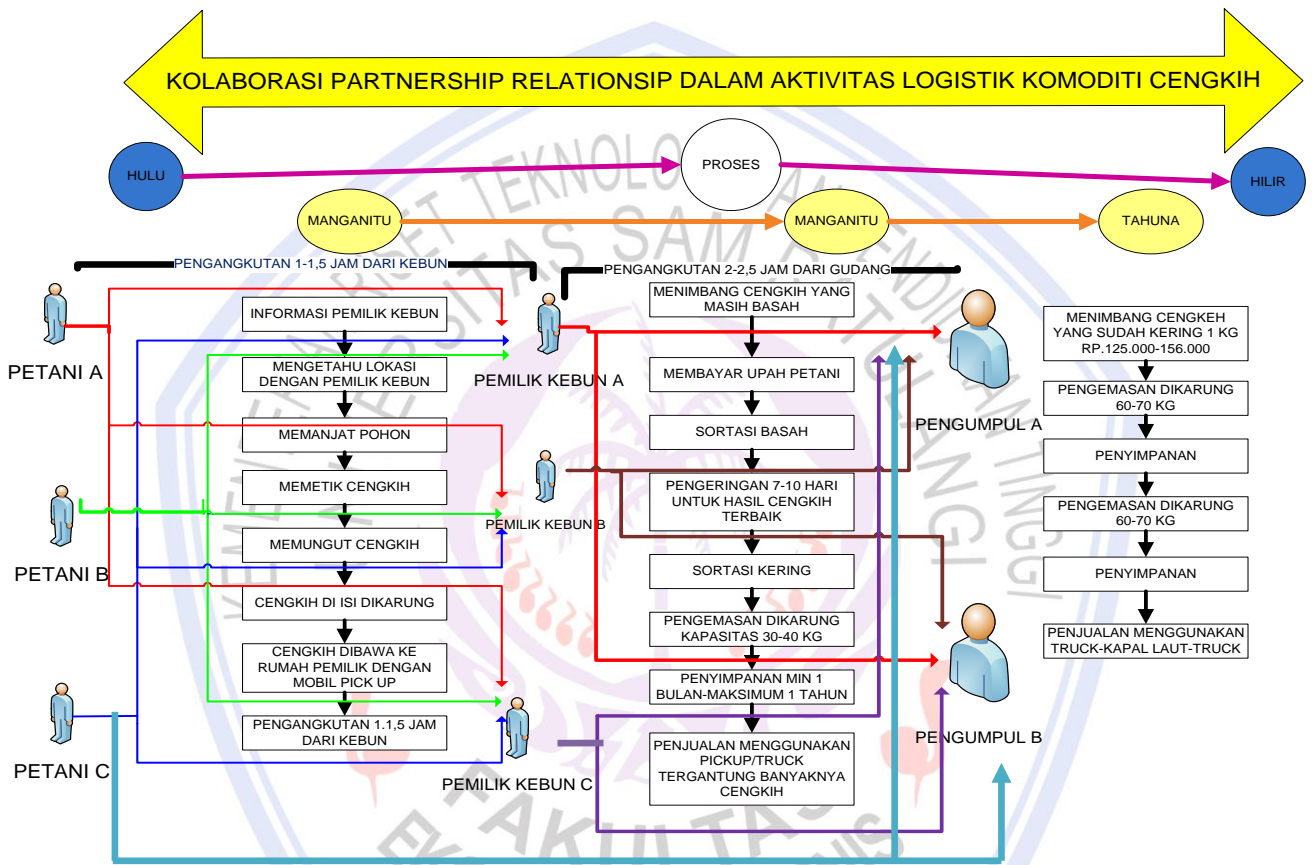 KOLABORASI PARTNERSHIP RELATIONSIP DALAM AKTIVITAS LOGISTIK KOMODITI CENGKIH
HULU
PROSES
HILIR
MANGANITU
MANGANITU
TAHUNA
PENGANGKUTAN 1-1,5 JAM DARI KEBUN
PENGANGKUTAN 2-2,5 JAM DARI GUDANG
PETANI A
PETANI B
PETANI C
INFORMASI PEMILIK KEBUN
MENGETAHU LOKASI
DENGAN PEMILIK KEBUN
MEMANJAT POHON
MEMETIK CENGKIH
MEMUNGUT CENGKIH
CENGKIH DI ISI DIKARUNG
CENGKIH DIBAWA KE
RUMAH PEMILIK DENGAN
MOBIL PICK UP
PENGANGKUTAN 1.1,5 JAM
DARI KEBUN
PEMILIK KEBUN A
PEMILIK KEBUN B
PEMILIK KEBUN C
MENIMBANG CENGKIH YANG
MASIH BASAH
MEMBAYAR UPAH PETANI
SORTASI BASAH
PENGERINGAN 7-10 HARI
UNTUK HASIL CENGKIH
TERBAIK
SORTASI KERING
PENGEMASAN DIKARUNG
KAPASITAS 30-40 KG
PENYIMPANAN MIN 1
BULAN-MAKSIMUM 1 TAHUN
PENJUALAN MENGGUNAKAN
PICKUP/TRUCK
TERGANTUNG BANYAKNYA
CENGKIH
PENGUMPUL A
PENGUMPUL B
MENIMBANG CENGKEH
YANG SUDAH KERING 1 KG
RP.125.000-156.000
PENGEMASAN DIKARUNG
60-70 KG
PENYIMPANAN
PENGEMASAN DIKARUNG
60-70 KG
PENYIMPANAN
PENJUALAN MENGGUNAKAN
TRUCK-KAPAL LAUT-TRUCK
FAKULTAS